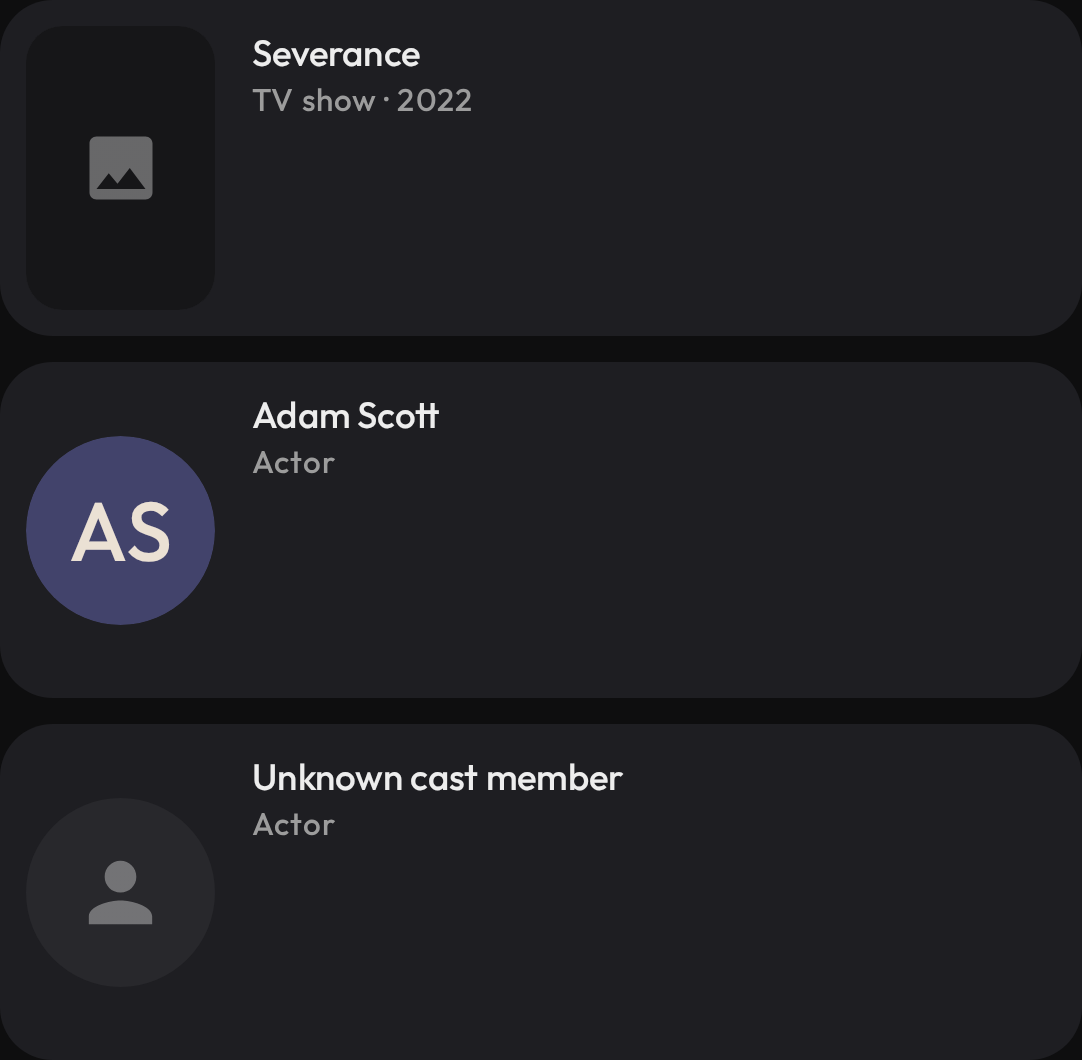 Severance
TV show · 2022
Adam Scott
Actor
AS
Unknown cast member
Actor